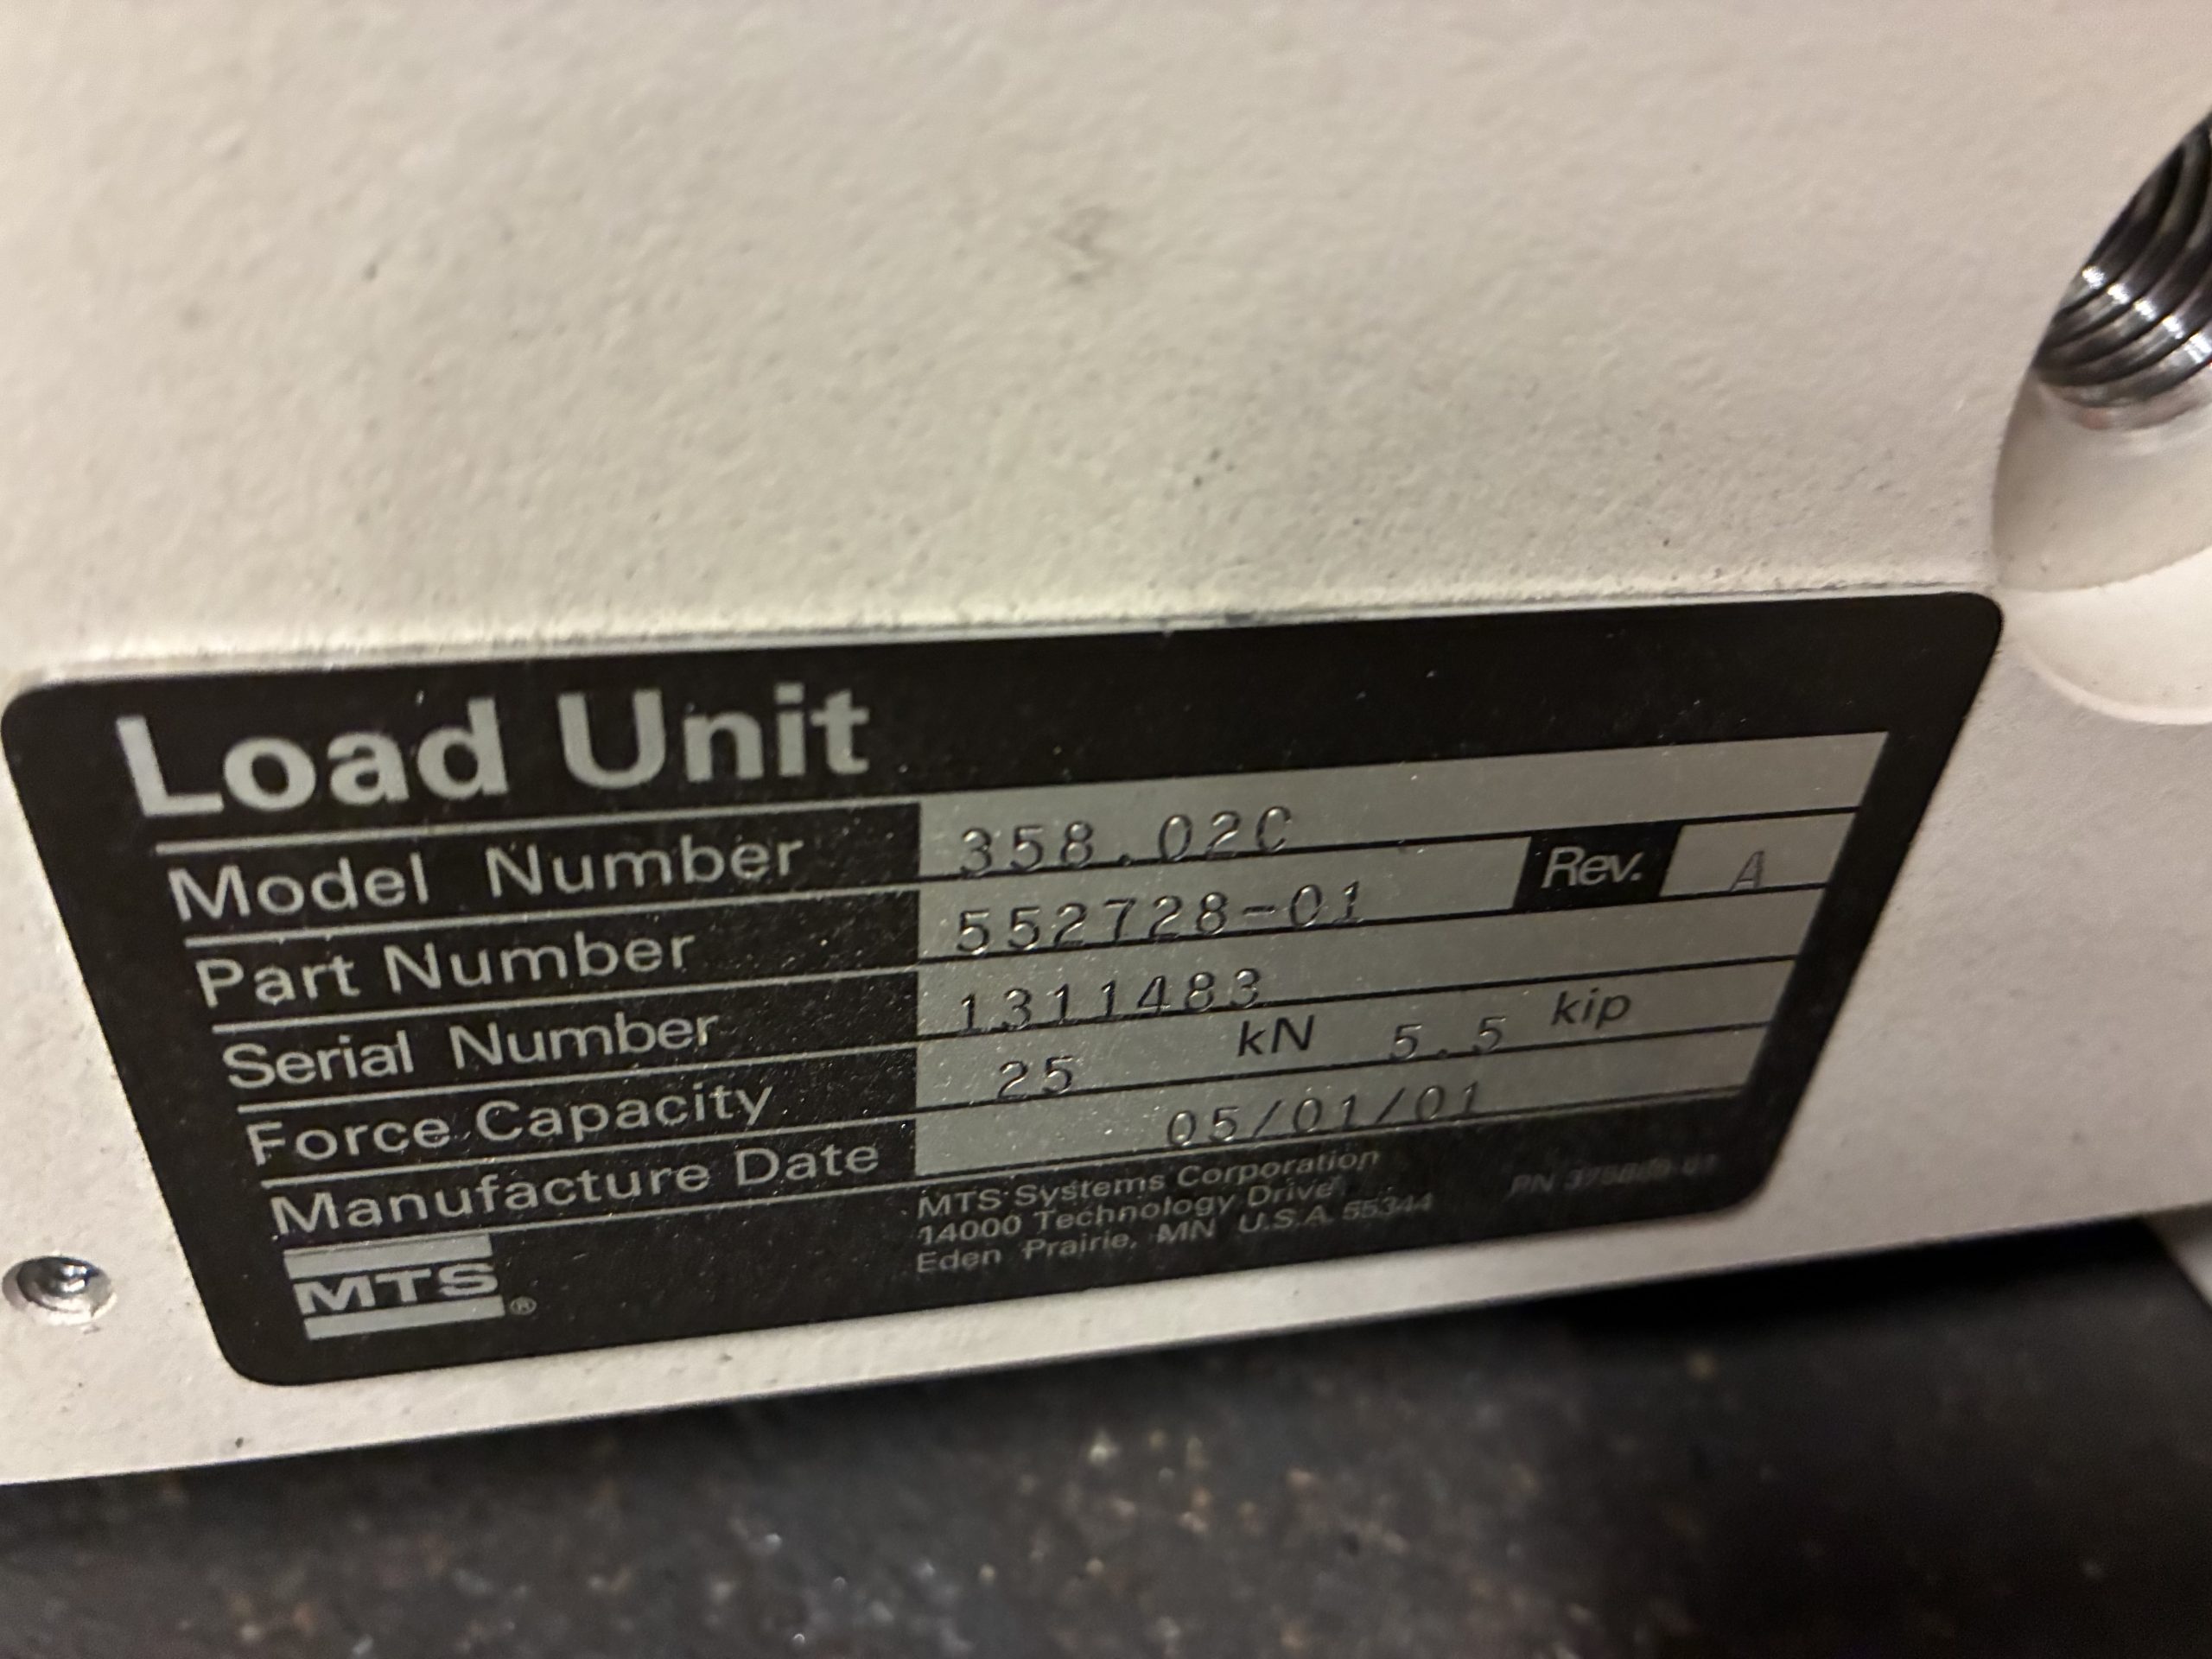 Load Unit
Model Number 358.02C
Part Number 552728-01 Rev. A
Serial Number 1311483
Force Capacity 25 kN 5.5 kip
Manufacture Date 05/01/01
MTS Systems Corporation
14000 Technology Drive
Eden Prairie, MN U.S.A. 55344
PN
MTS®